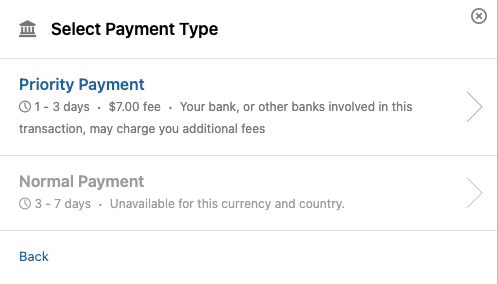 Select Payment Type
Priority Payment
1 - 3 days · $7.00 fee · Your bank, or other banks involved in this
transaction, may charge you additional fees
Normal Payment
3 - 7 days · Unavailable for this currency and country.
Back